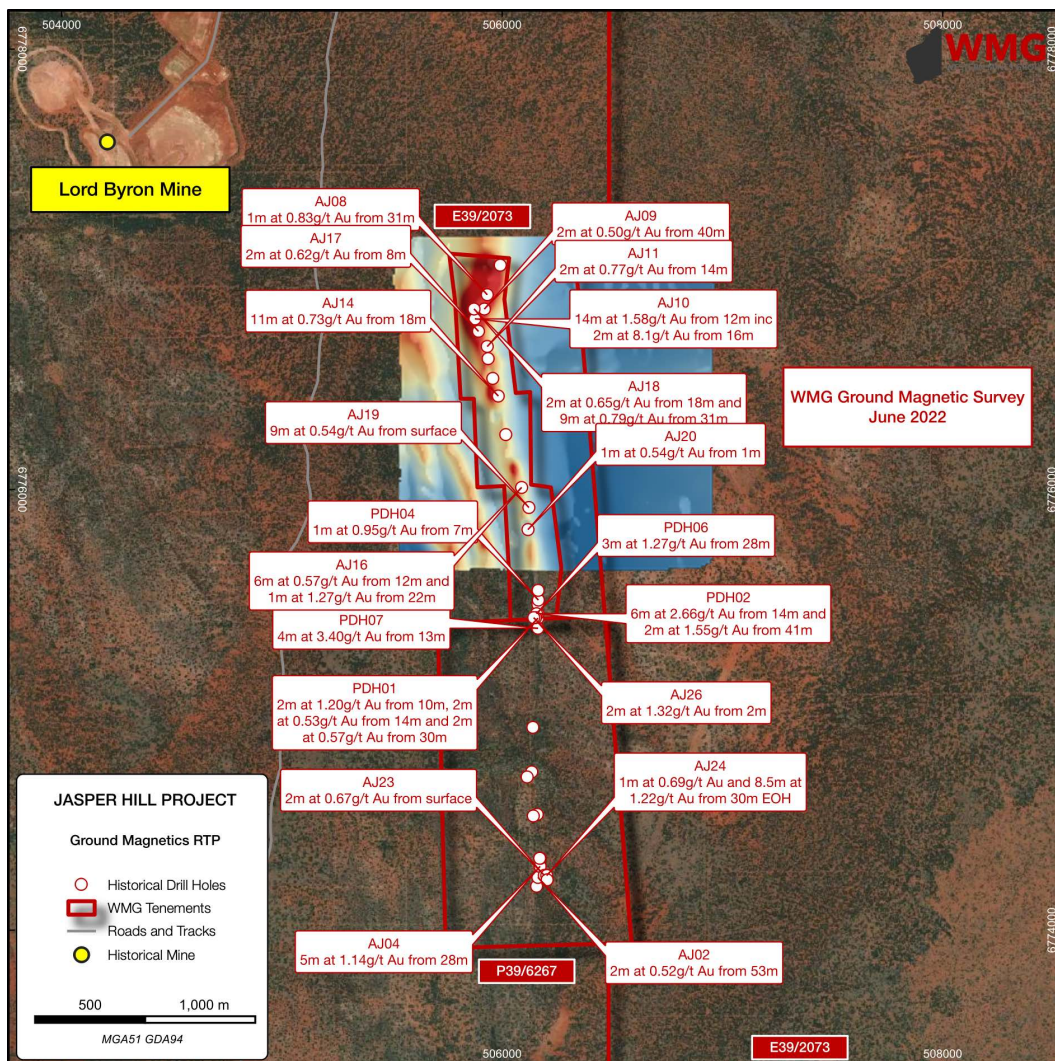 504000
506000
508000
6778000
6778000
WMG
Lord Byron Mine
AJ08
1m at 0.83g/t Au from 31m
E39/2073
AJ09
2m at 0.50g/t Au from 40m
AJ17
2m at 0.62g/t Au from 8m
AJ11
2m at 0.77g/t Au from 14m
AJ14
11m at 0.73g/t Au from 18m
AJ10
14m at 1.58g/t Au from 12m inc
2m at 8.1g/t Au from 16m
WMG Ground Magnetic Survey
June 2022
AJ18
2m at 0.65g/t Au from 18m and
9m at 0.79g/t Au from 31m
AJ19
9m at 0.54g/t Au from surface
AJ20
1m at 0.54g/t Au from 1m
6776000
6776000
PDH04
1m at 0.95g/t Au from 7m
PDH06
3m at 1.27g/t Au from 28m
AJ16
6m at 0.57g/t Au from 12m and
1m at 1.27g/t Au from 22m
PDH02
6m at 2.66g/t Au from 14m and
2m at 1.55g/t Au from 41m
PDH07
4m at 3.40g/t Au from 13m
PDH01
2m at 1.20g/t Au from 10m, 2m
at 0.53g/t Au from 14m and 2m
at 0.57g/t Au from 30m
AJ26
2m at 1.32g/t Au from 2m
AJ23
2m at 0.67g/t Au from surface
AJ24
1m at 0.69g/t Au and 8.5m at
1.22g/t Au from 30m EOH
AJ04
5m at 1.14g/t Au from 28m
AJ02
2m at 0.52g/t Au from 53m
P39/6267
6774000
JASPER HILL PROJECT
Ground Magnetics RTP
Historical Drill Holes
WMG Tenements
Roads and Tracks
Historical Mine
500
1,000 m
MGA51 GDA94
506000
E39/2073
508000